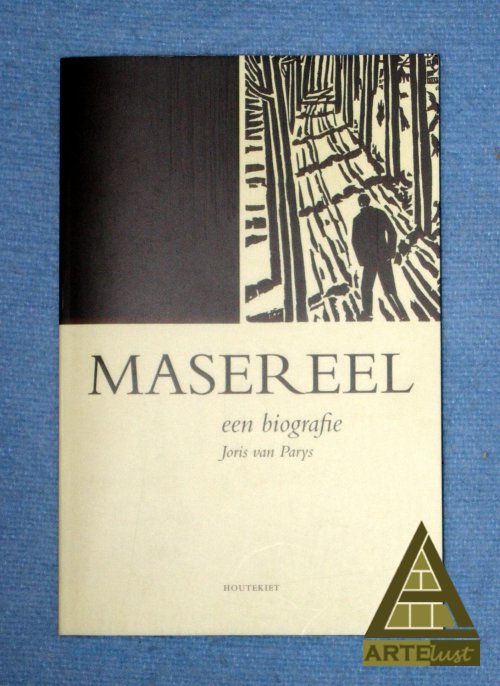 MASEREEL
een biografie
Joris van Parys
HOUTEKIET
ARTElust